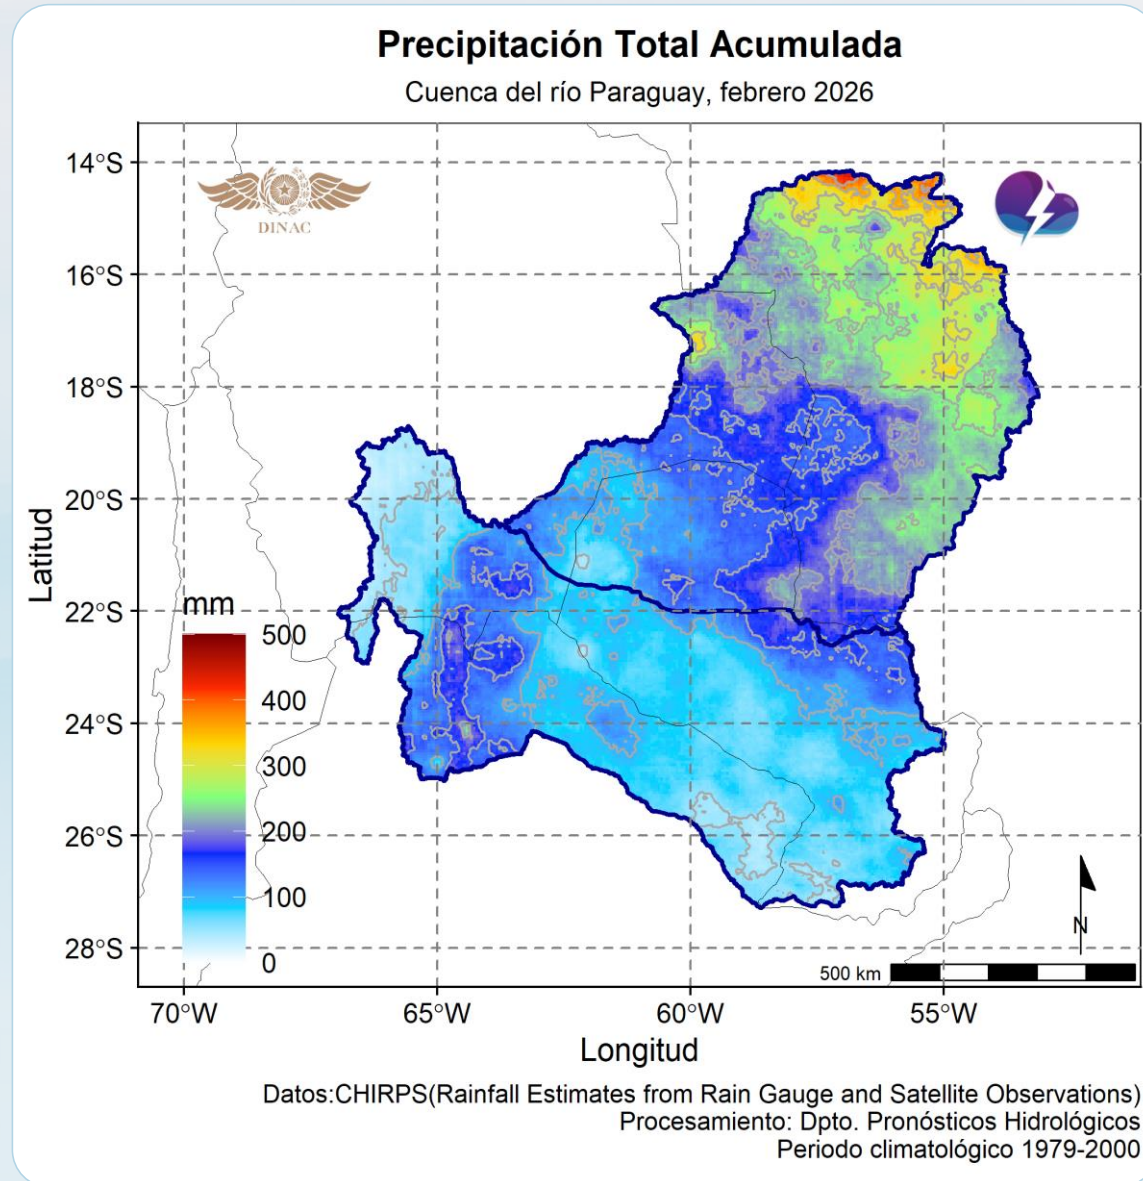 Precipitación Total Acumulada
Cuenca del río Paraguay, febrero 2026
14°S
16°S
18°S
20°S
22°S
24°S
26°S
28°S
Latitud
DINAC
mm
500
400
300
200
100
0
N
500 km
70°W
65°W
60°W
55°W
Longitud
Datos:CHIRPS(Rainfall Estimates from Rain Gauge and Satellite Observations)
Procesamiento: Dpto. Pronósticos Hidrológicos
Periodo climatológico 1979-2000